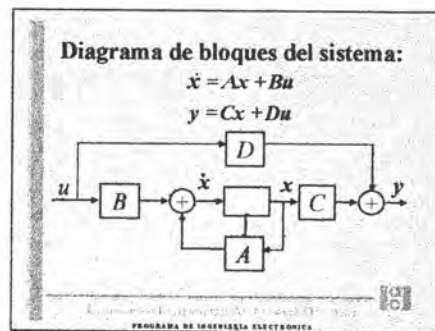 Diagrama de bloques del sistema:
ẋ = Ax + Bu
y = Cx + Du
D
u B + ẋ x C + y
A
PROGRAMA DE INGENIERIA ELECTRONICA